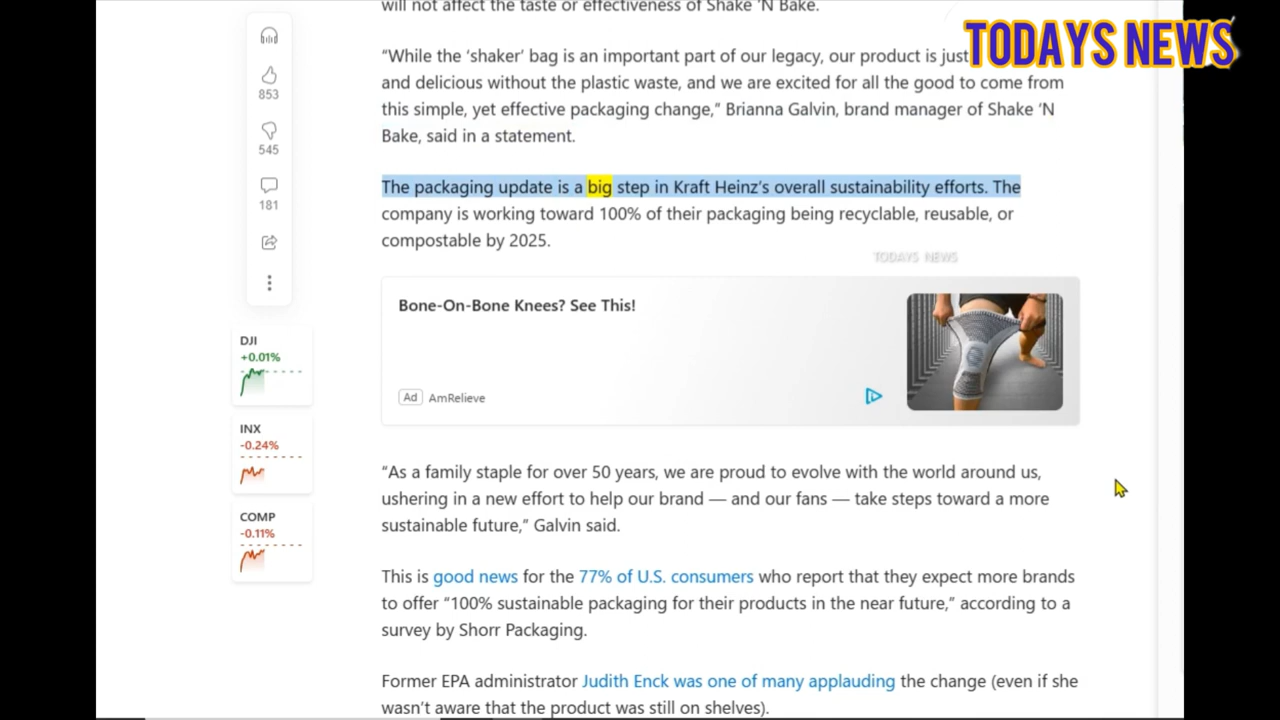 will not affect the taste or effectiveness of Shake ‘N Bake.
TODAYS NEWS
“While the ‘shaker’ bag is an important part of our legacy, our product is just
and delicious without the plastic waste, and we are excited for all the good to come from
this simple, yet effective packaging change,” Brianna Galvin, brand manager of Shake ‘N
Bake, said in a statement.
853
545
181
The packaging update is a big step in Kraft Heinz’s overall sustainability efforts. The
company is working toward 100% of their packaging being recyclable, reusable, or
compostable by 2025.
TODAYS NEWS
Bone-On-Bone Knees? See This!
Ad AmRelieve
DJI
+0.01%
INX
-0.24%
COMP
-0.11%
“As a family staple for over 50 years, we are proud to evolve with the world around us,
ushering in a new effort to help our brand — and our fans — take steps toward a more
sustainable future,” Galvin said.
This is good news for the 77% of U.S. consumers who report that they expect more brands
to offer “100% sustainable packaging for their products in the near future,” according to a
survey by Shorr Packaging.
Former EPA administrator Judith Enck was one of many applauding the change (even if she
wasn’t aware that the product was still on shelves).